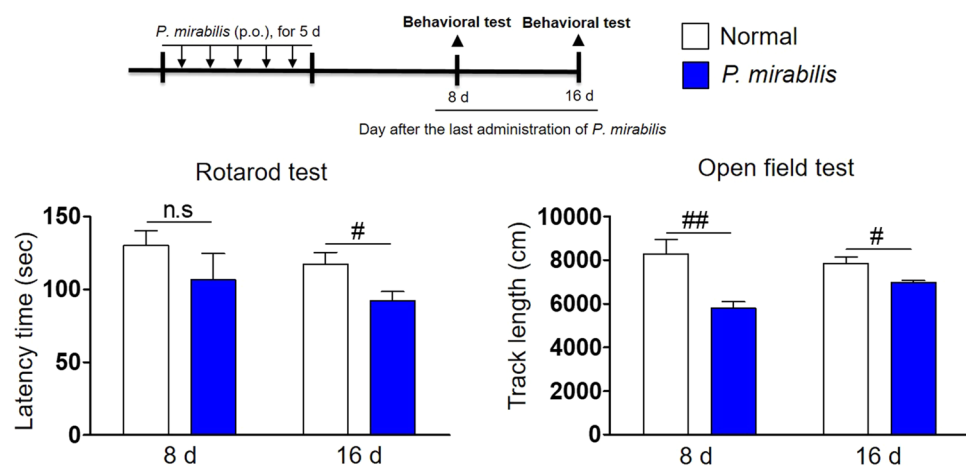 P. mirabilis (p.o.), for 5 d
Behavioral test Behavioral test
8 d 16 d
Day after the last administration of P. mirabilis
Normal
P. mirabilis
Rotarod test
n.s
#
150
100
50
0
Latency time (sec)
8 d 16 d
Open field test
##
#
10000
8000
6000
4000
2000
0
Track length (cm)
8 d 16 d